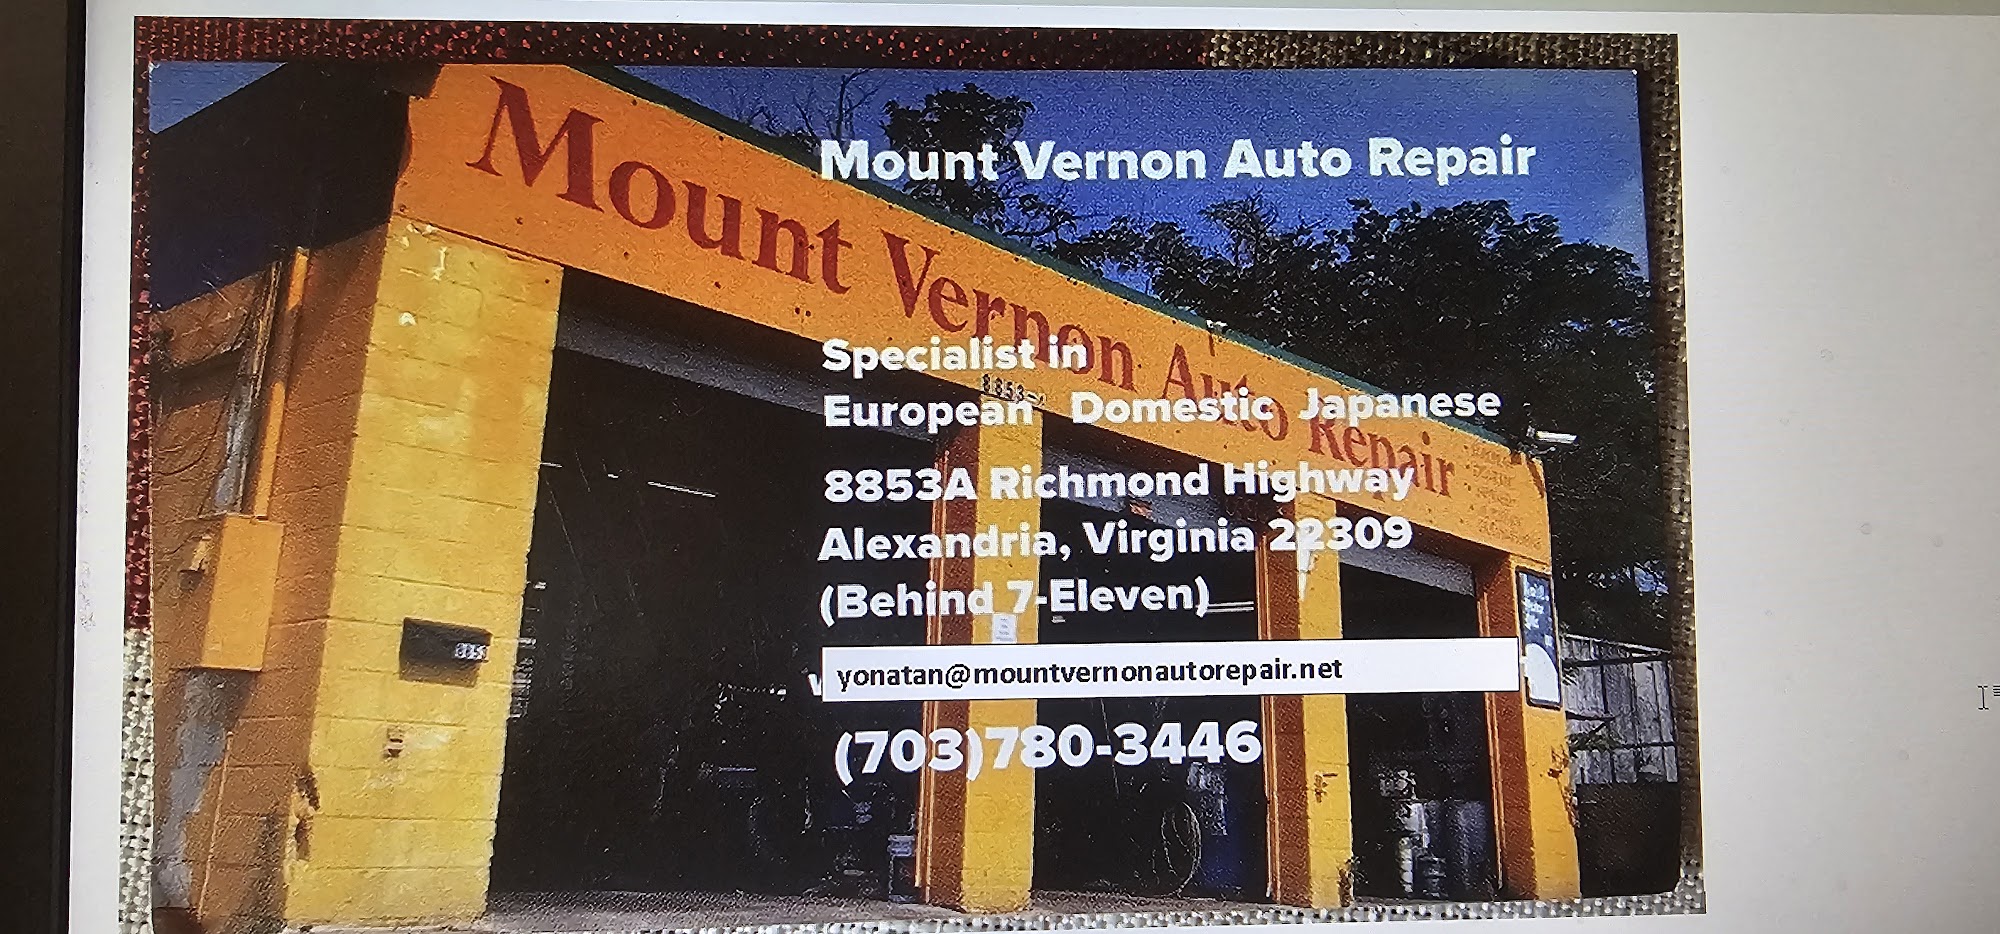 Mount Vernon Auto Repair
Mount Vernon Auto Repair
Specialist in
European Domestic Japanese
8853A Richmond Highway
Alexandria, Virginia 22309
(Behind 7-Eleven)
yonatan@mountvernonautorepair.net
(703)780-3446
8853